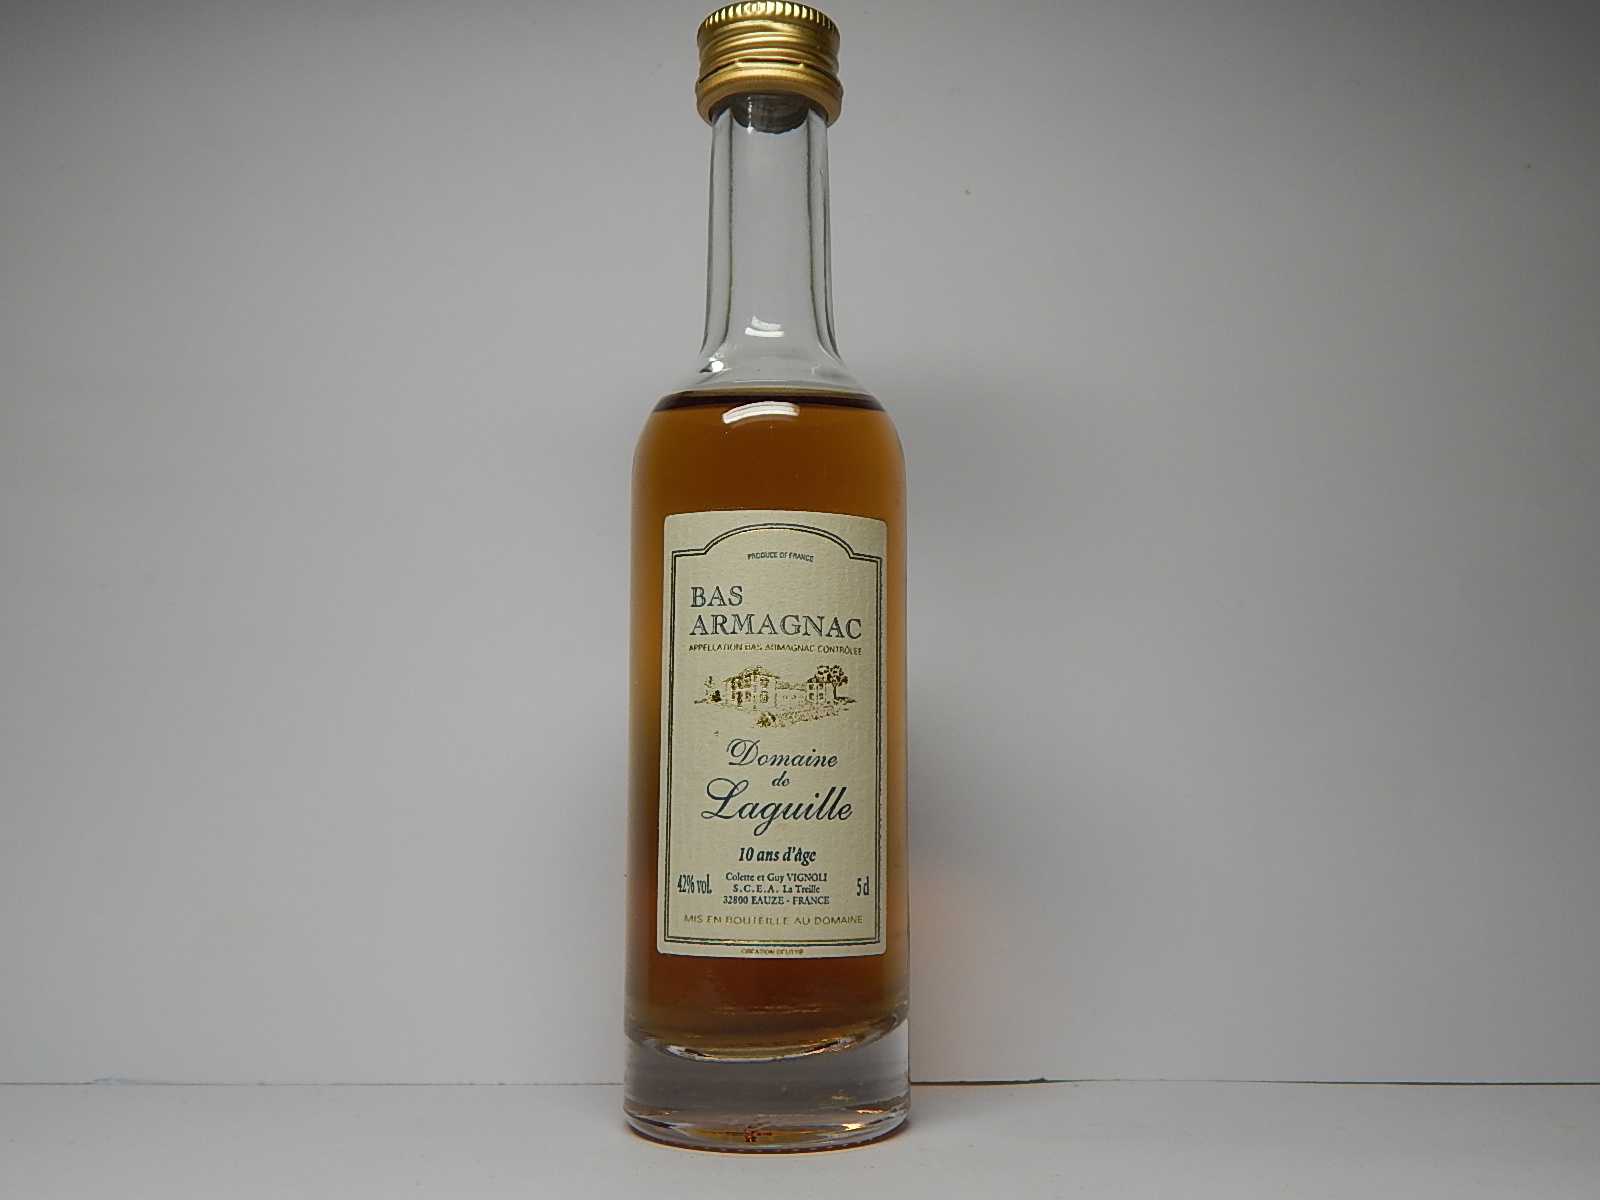 PRODUCE OF FRANCE
BAS
ARMAGNAC
APPELLATION BAS ARMAGNAC CONTRÔLÉE
Domaine
de
Laguille
10 ans d'âge
42% vol.
Colette et Guy VIGNOLI
S.C.E.A. La Treille
32800 EAUZE - FRANCE
5 cl
MIS EN BOUTEILLE AU DOMAINE
CREATION